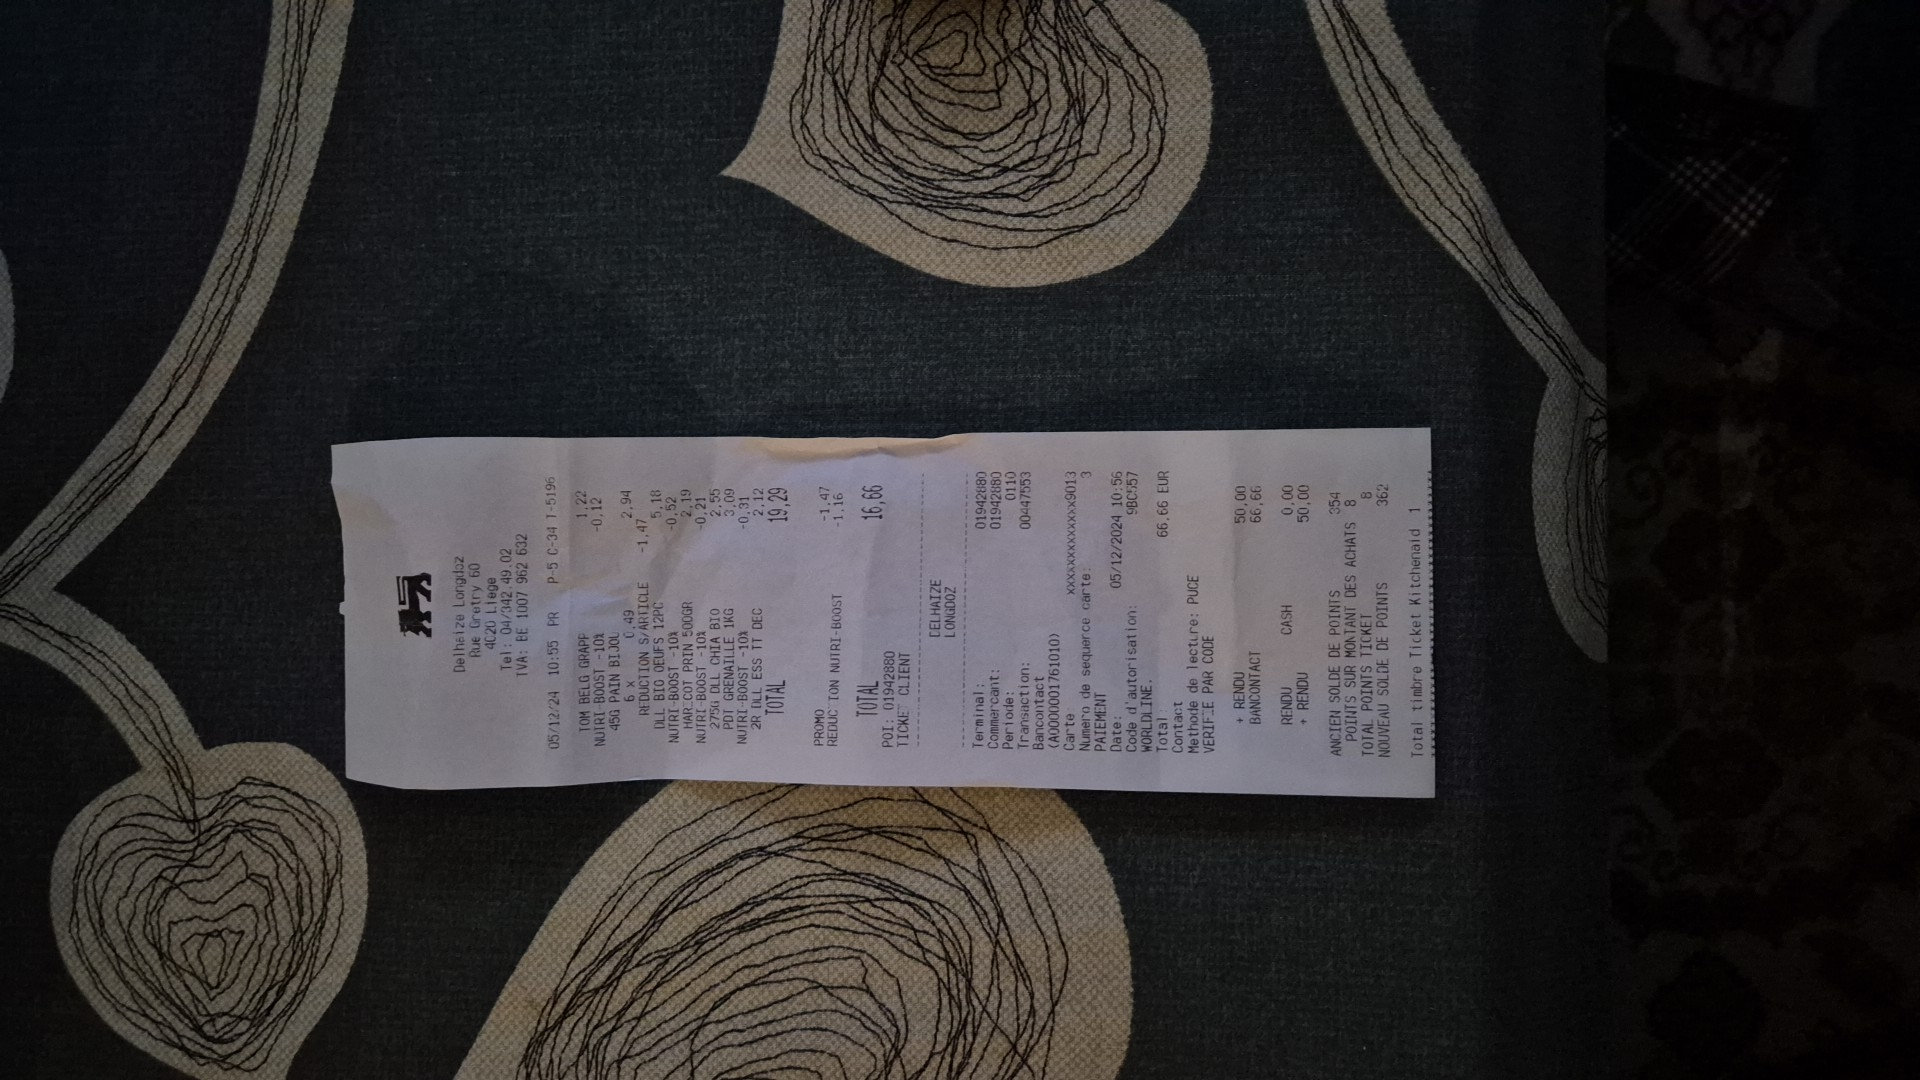 Delhaize Longdoz
Rue Gretry 60
4020 Liege
Tel: 04/342.49.02
TVA: BE 1007 962 632
05/12/24 10:55 PR P-5 C-34 T-5196
TOM BELG GRAPP 1,22
NUTRI-BOOST -10% -0,12
450 PAIN BIJOU
6 x 0,49 2,94
REDUCTION S/ARTICLE -1,47
DLL BIO OEUFS 12PC 5,18
NUTRI-BOOST -10% -0,52
HARICOT PRIN 500GR 2,19
NUTRI-BOOST -10% -0,21
275G DLL CHIA BIO 2,55
PDT GRENAILLE 1KG 3,09
NUTRI-BOOST -10% -0,31
2R DLL ESS TIT DEC 2,12
TOTAL 19,29
PROMO -1,47
REDUCTION NUTRI-BOOST -1,16
TOTAL 16,66
POI: 01942880
TICKET CLIENT
DELHAIZE
LONGDOZ
Terminal: 01942880
Commercant: 01942880
Periode: 0110
Transaction: 00447553
Bancontact
(A0000001761010)
Carte xxxxxxxxxxxxx9013
Numero de sequence carte: 3
PAIEMENT
Date: 05/12/2024 10:56
Code d'autorisation: 9BC557
WORLDLINE.
Total 66,66 EUR
Contact
Methode de lecture: PUCE
VERIFIE PAR CODE
+ RENDU 50,00
BANCONTACT 66,66
RENDU CASH 0,00
+ RENDU 50,00
ANCIEN SOLDE DE POINTS 354
POINTS SUR MONTANT DES ACHATS 8
TOTAL POINTS TICKET 8
NOUVEAU SOLDE DE POINTS 362
Total timbre Ticket Kitchenaid 1